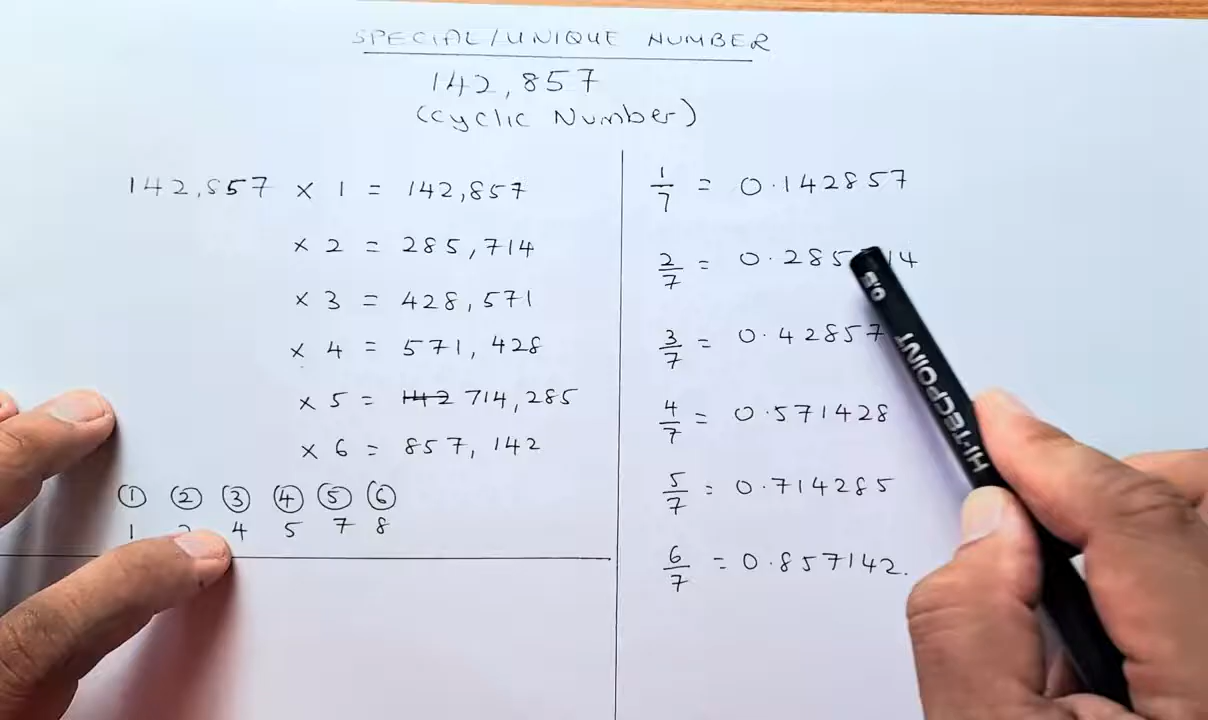 SPECIAL/UNIQUE NUMBER
142,857
(cyclic Number)
142,857 × 1 = 142,857
× 2 = 285,714
× 3 = 428,571
× 4 = 571,428
× 5 = 142 714,285
× 6 = 857,142
① ② ③ ④ ⑤ ⑥
1 4 5 7 8
1/7 = 0.142857
2/7 = 0.285 14
3/7 = 0.42857
4/7 = 0.571428
5/7 = 0.714285
6/7 = 0.857142.
0.5
HI-TECPOINT